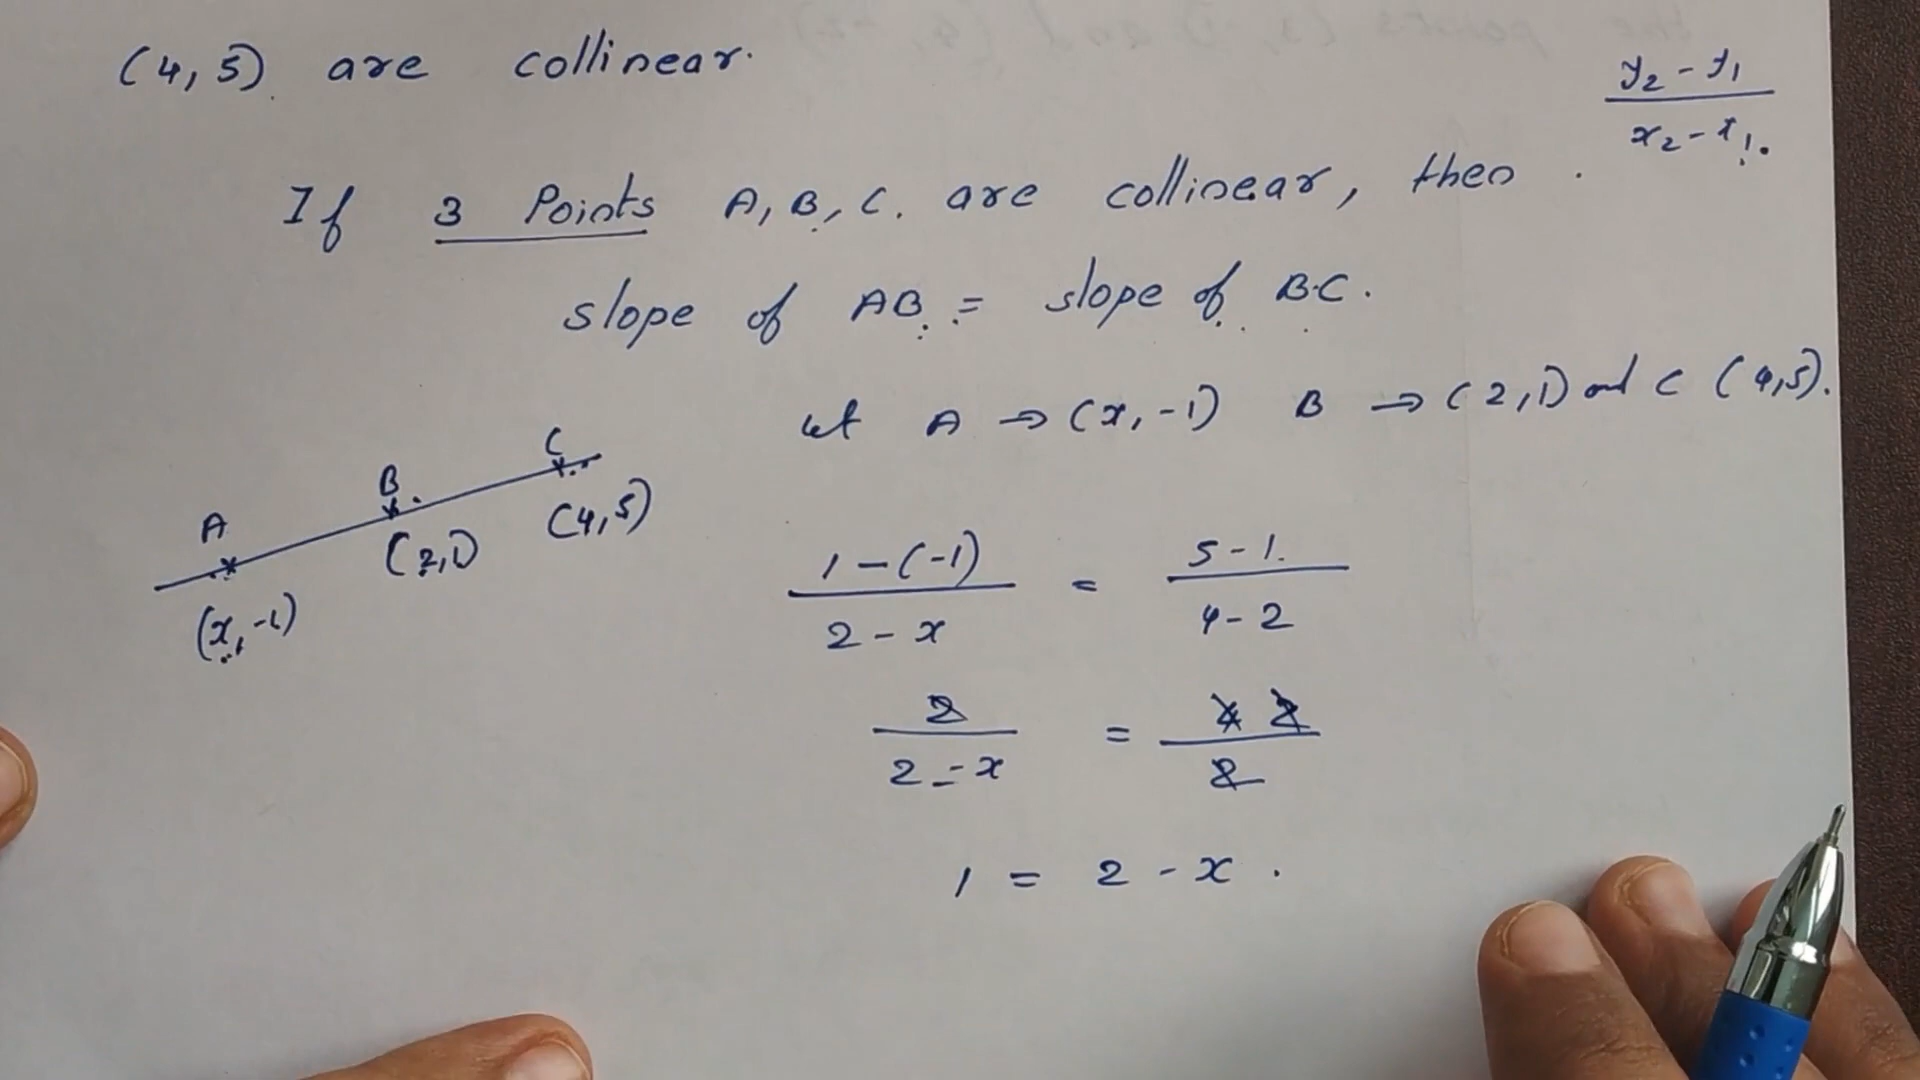 (4,5) are collinear.
y2 - y1
x2 - x1.
If 3 Points A, B, C. are collinear, then
slope of AB = slope of BC.
let A → (x, -1) B → (2,1) and C (4,5).
A B C
(x, -1) (2,1) (4,5)
1-(-1) = 5-1.
2-x 4-2
2 = 4 2
2-x 2
1 = 2-x.